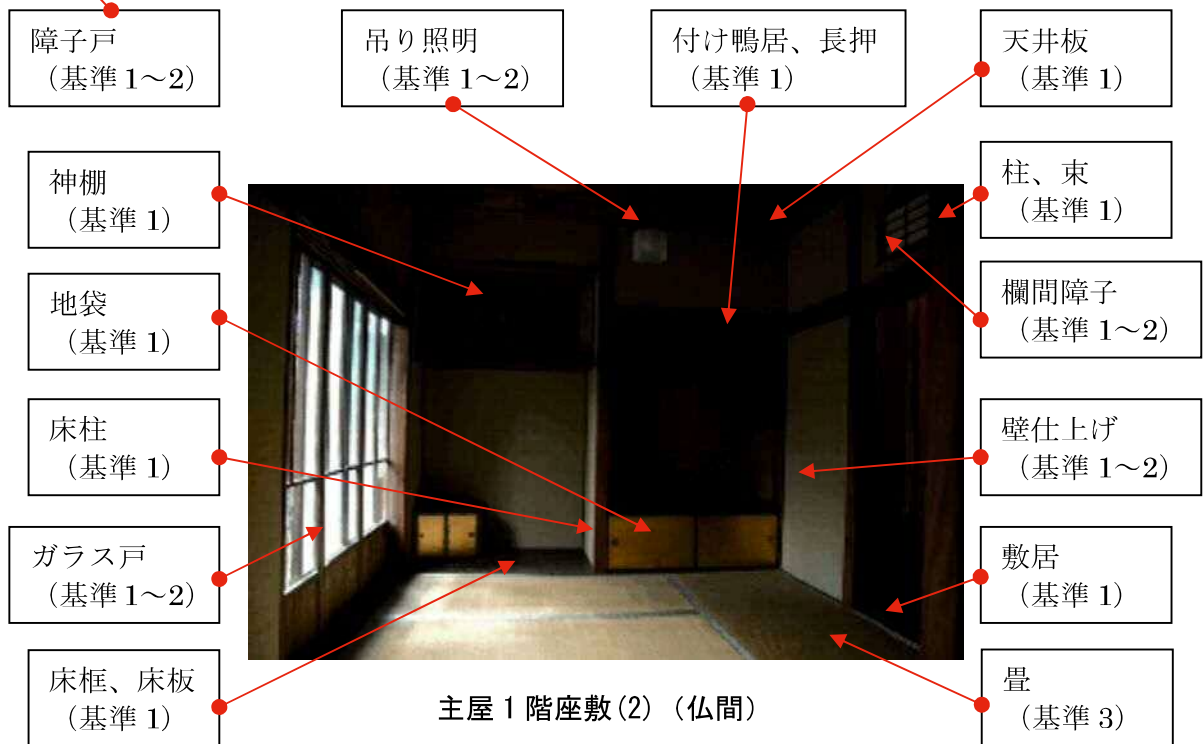 障子戸
（基準 1～2）
吊り照明
（基準 1～2）
付け鴨居、長押
（基準 1）
天井板
（基準 1）
神棚
（基準 1）
柱、束
（基準 1）
地袋
（基準 1）
欄間障子
（基準 1～2）
床柱
（基準 1）
壁仕上げ
（基準 1～2）
ガラス戸
（基準 1～2）
敷居
（基準 1）
床框、床板
（基準 1）
畳
（基準 3）
主屋 1 階座敷(2)（仏間）